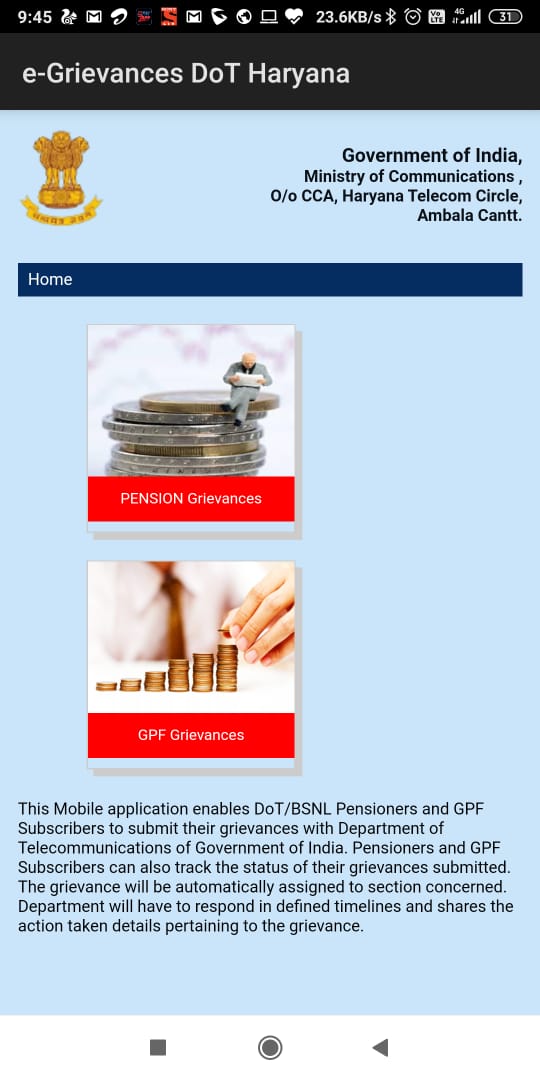 9:45
23.6KB/s
Vo LTE
4G
31
e-Grievances DoT Haryana
Government of India,
Ministry of Communications ,
O/o CCA, Haryana Telecom Circle,
Ambala Cantt.
Home
PENSION Grievances
GPF Grievances
This Mobile application enables DoT/BSNL Pensioners and GPF
Subscribers to submit their grievances with Department of
Telecommunications of Government of India. Pensioners and GPF
Subscribers can also track the status of their grievances submitted.
The grievance will be automatically assigned to section concerned.
Department will have to respond in defined timelines and shares the
action taken details pertaining to the grievance.